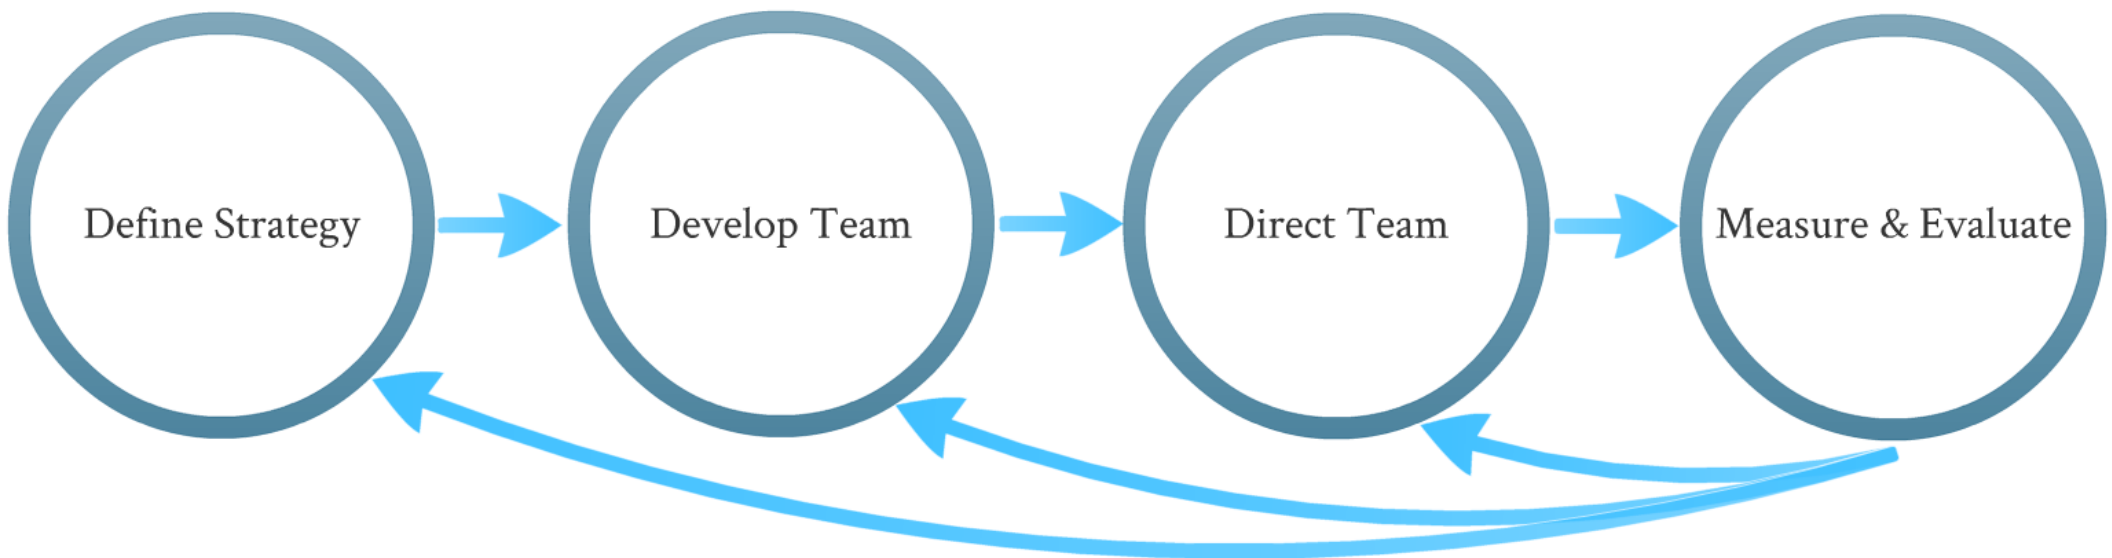 Define Strategy
Develop Team
Direct Team
Measure & Evaluate